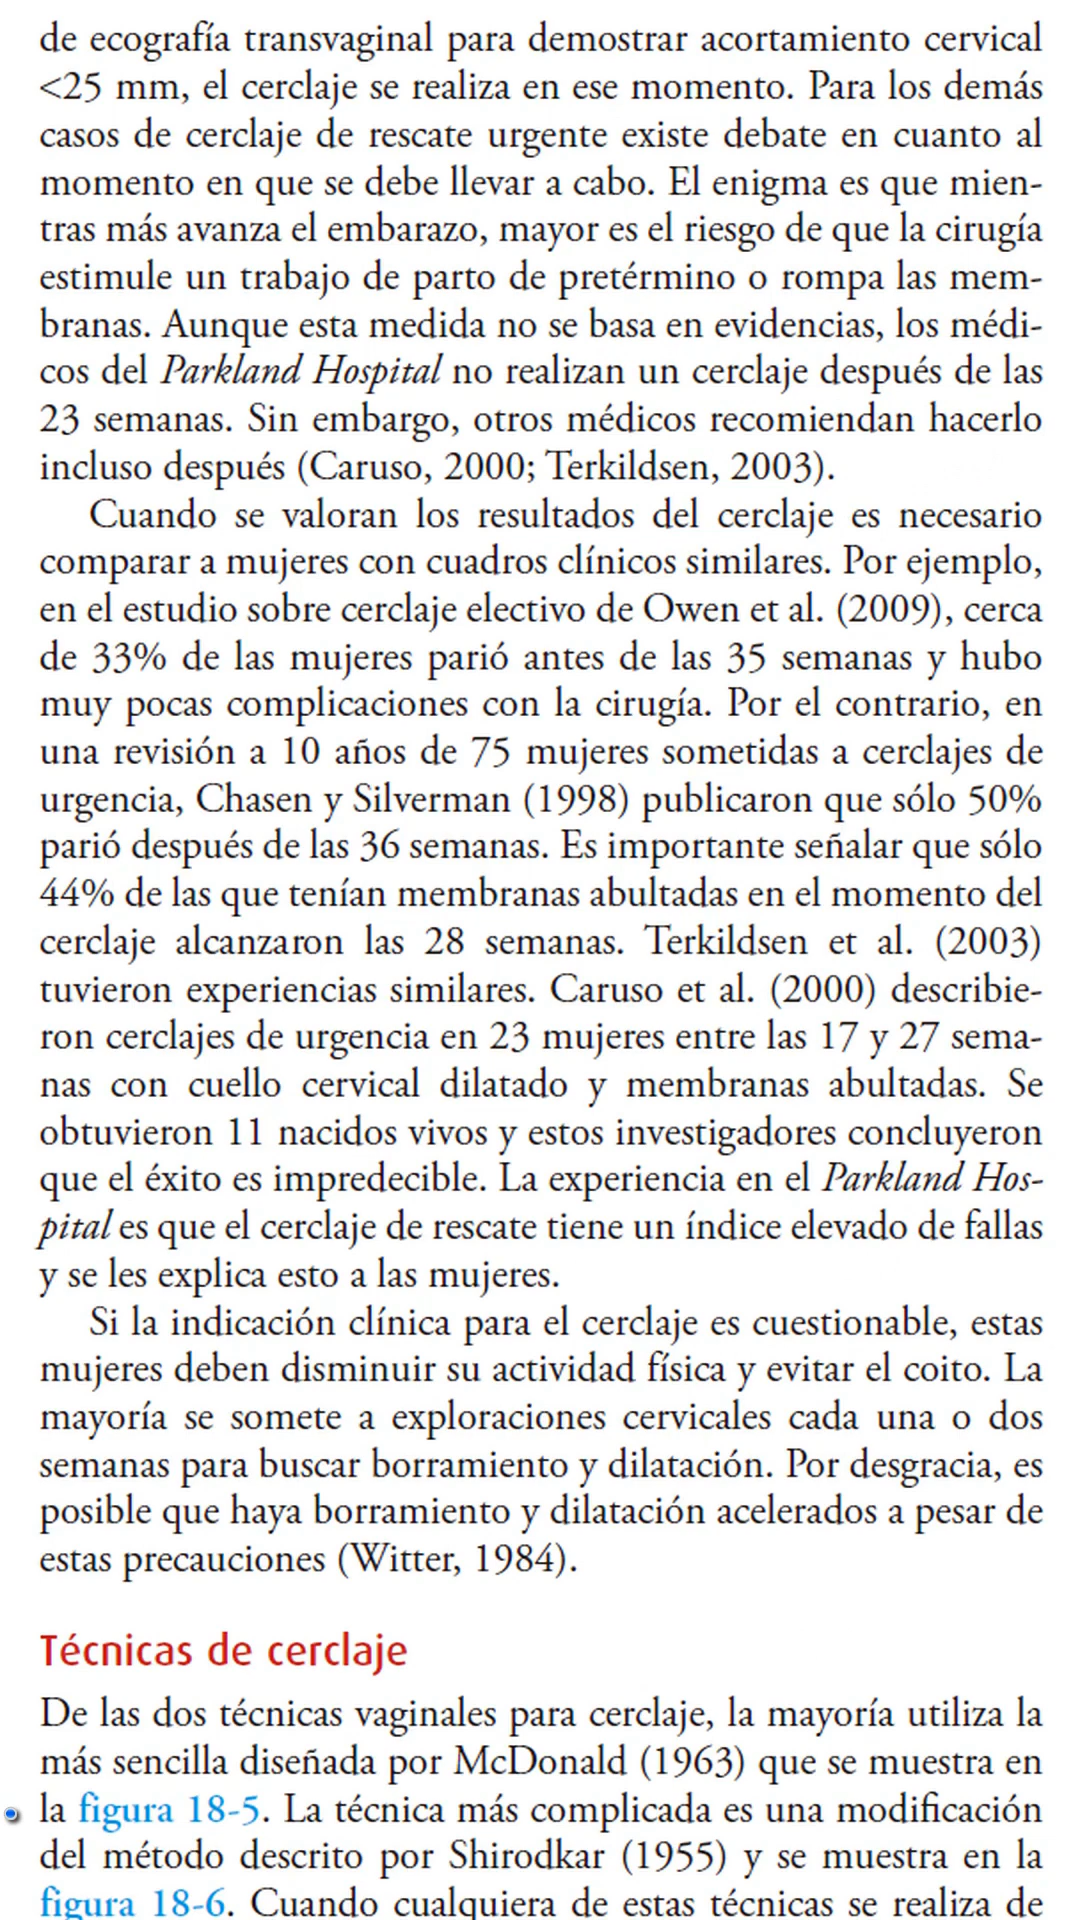 de ecografía transvaginal para demostrar acortamiento cervical
<25 mm, el cerclaje se realiza en ese momento. Para los demás
casos de cerclaje de rescate urgente existe debate en cuanto al
momento en que se debe llevar a cabo. El enigma es que mien-
tras más avanza el embarazo, mayor es el riesgo de que la cirugía
estimule un trabajo de parto de pretérmino o rompa las mem-
branas. Aunque esta medida no se basa en evidencias, los médi-
cos del Parkland Hospital no realizan un cerclaje después de las
23 semanas. Sin embargo, otros médicos recomiendan hacerlo
incluso después (Caruso, 2000; Terkildsen, 2003).
Cuando se valoran los resultados del cerclaje es necesario
comparar a mujeres con cuadros clínicos similares. Por ejemplo,
en el estudio sobre cerclaje electivo de Owen et al. (2009), cerca
de 33% de las mujeres parió antes de las 35 semanas y hubo
muy pocas complicaciones con la cirugía. Por el contrario, en
una revisión a 10 años de 75 mujeres sometidas a cerclajes de
urgencia, Chasen y Silverman (1998) publicaron que sólo 50%
parió después de las 36 semanas. Es importante señalar que sólo
44% de las que tenían membranas abultadas en el momento del
cerclaje alcanzaron las 28 semanas. Terkildsen et al. (2003)
tuvieron experiencias similares. Caruso et al. (2000) describie-
ron cerclajes de urgencia en 23 mujeres entre las 17 y 27 sema-
nas con cuello cervical dilatado y membranas abultadas. Se
obtuvieron 11 nacidos vivos y estos investigadores concluyeron
que el éxito es impredecible. La experiencia en el Parkland Hos-
pital es que el cerclaje de rescate tiene un índice elevado de fallas
y se les explica esto a las mujeres.
Si la indicación clínica para el cerclaje es cuestionable, estas
mujeres deben disminuir su actividad física y evitar el coito. La
mayoría se somete a exploraciones cervicales cada una o dos
semanas para buscar borramiento y dilatación. Por desgracia, es
posible que haya borramiento y dilatación acelerados a pesar de
estas precauciones (Witter, 1984).
Técnicas de cerclaje
De las dos técnicas vaginales para cerclaje, la mayoría utiliza la
más sencilla diseñada por McDonald (1963) que se muestra en
la figura 18-5. La técnica más complicada es una modificación
del método descrito por Shirodkar (1955) y se muestra en la
figura 18-6. Cuando cualquiera de estas técnicas se realiza de